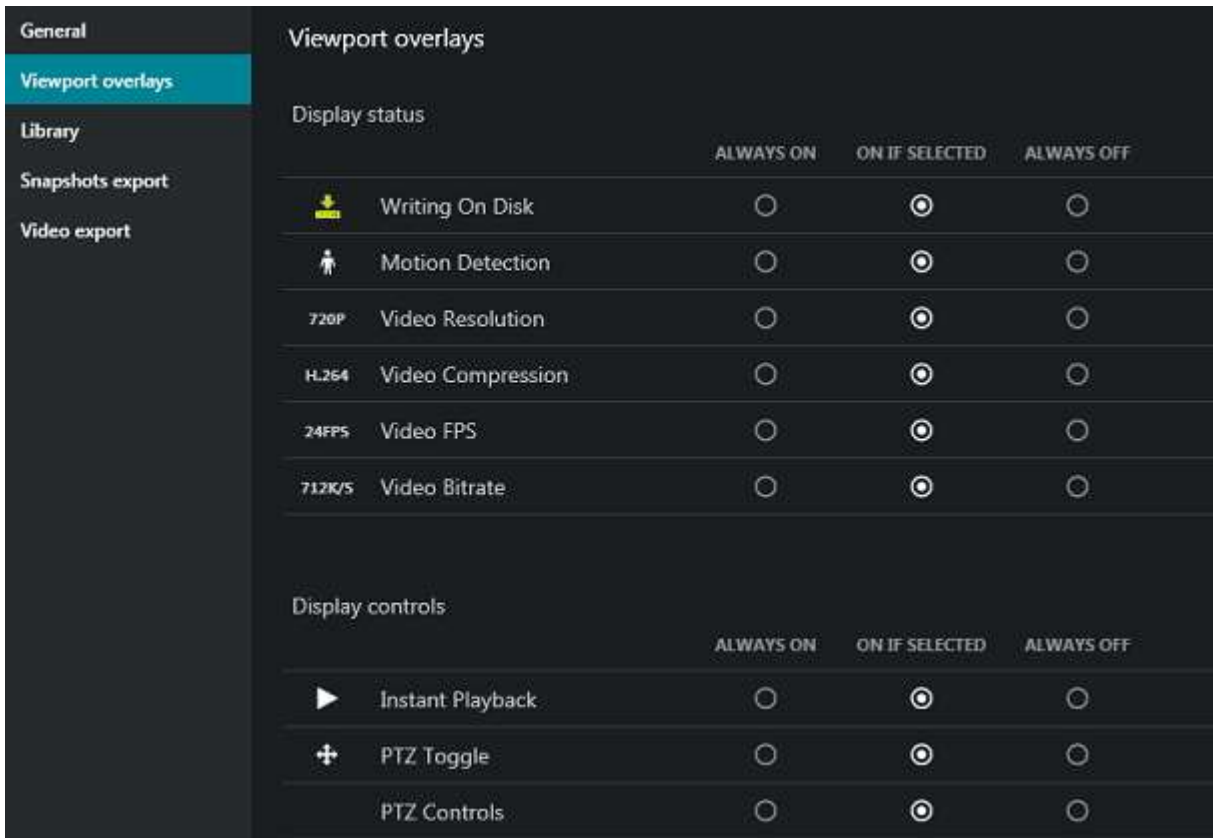 General
Viewport overlays
Library
Snapshots export
Video export
Viewport overlays
Display status
ALWAYS ON ON IF SELECTED ALWAYS OFF
Writing On Disk
Motion Detection
720P Video Resolution
H.264 Video Compression
24FPS Video FPS
712K/S Video Bitrate
Display controls
ALWAYS ON ON IF SELECTED ALWAYS OFF
Instant Playback
PTZ Toggle
PTZ Controls